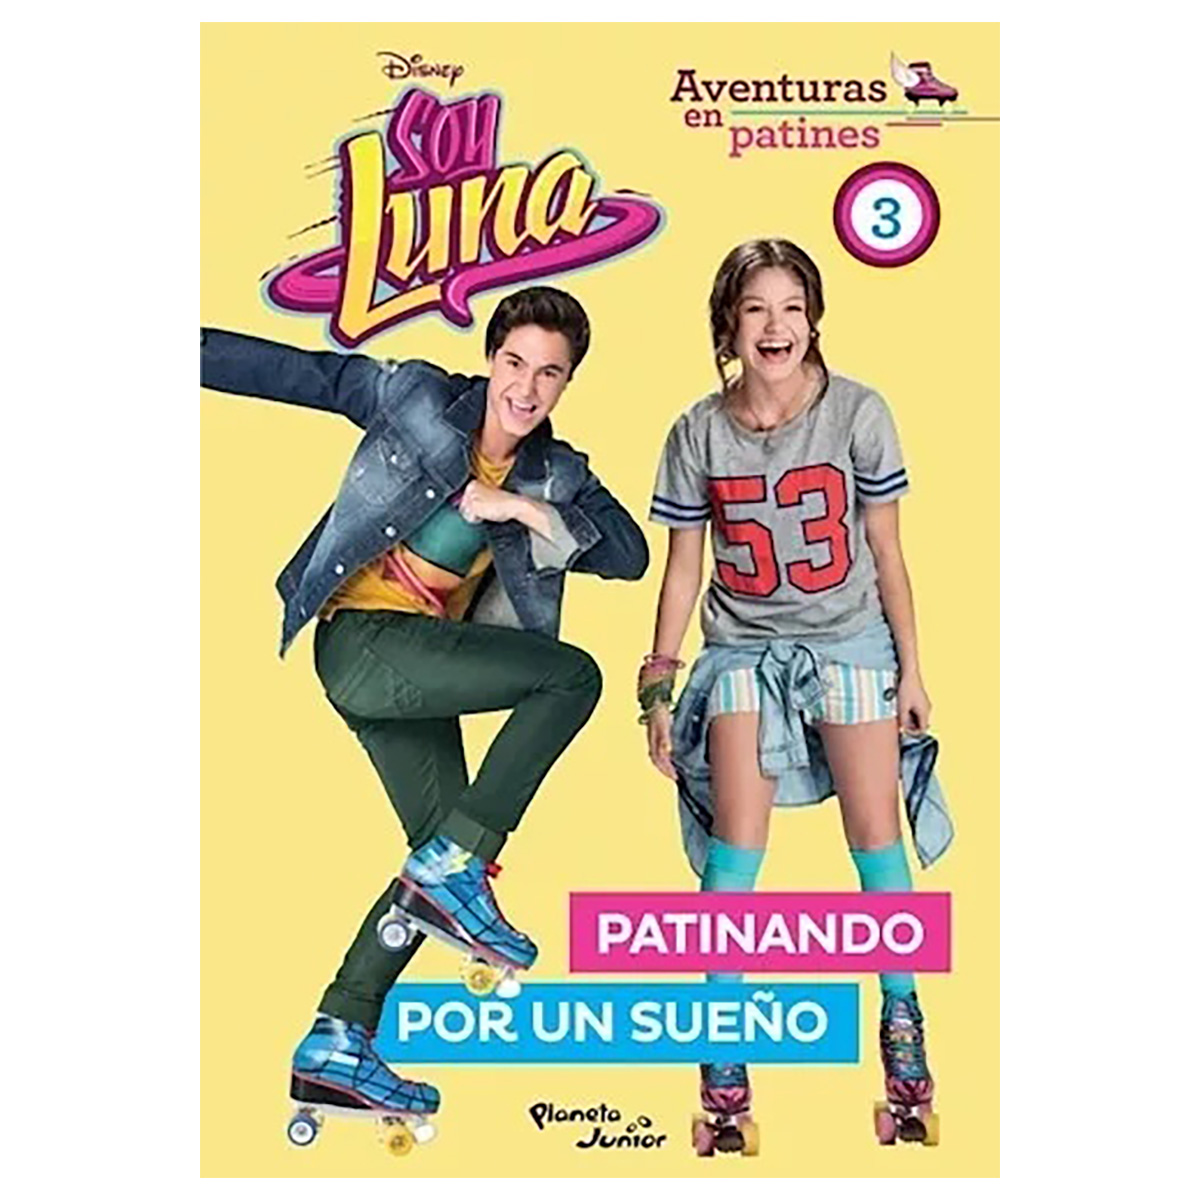 Disney
Soy
Luna
Aventuras
en
patines
3
53
PATINANDO
POR UN SUEÑO
Planeta
Junior